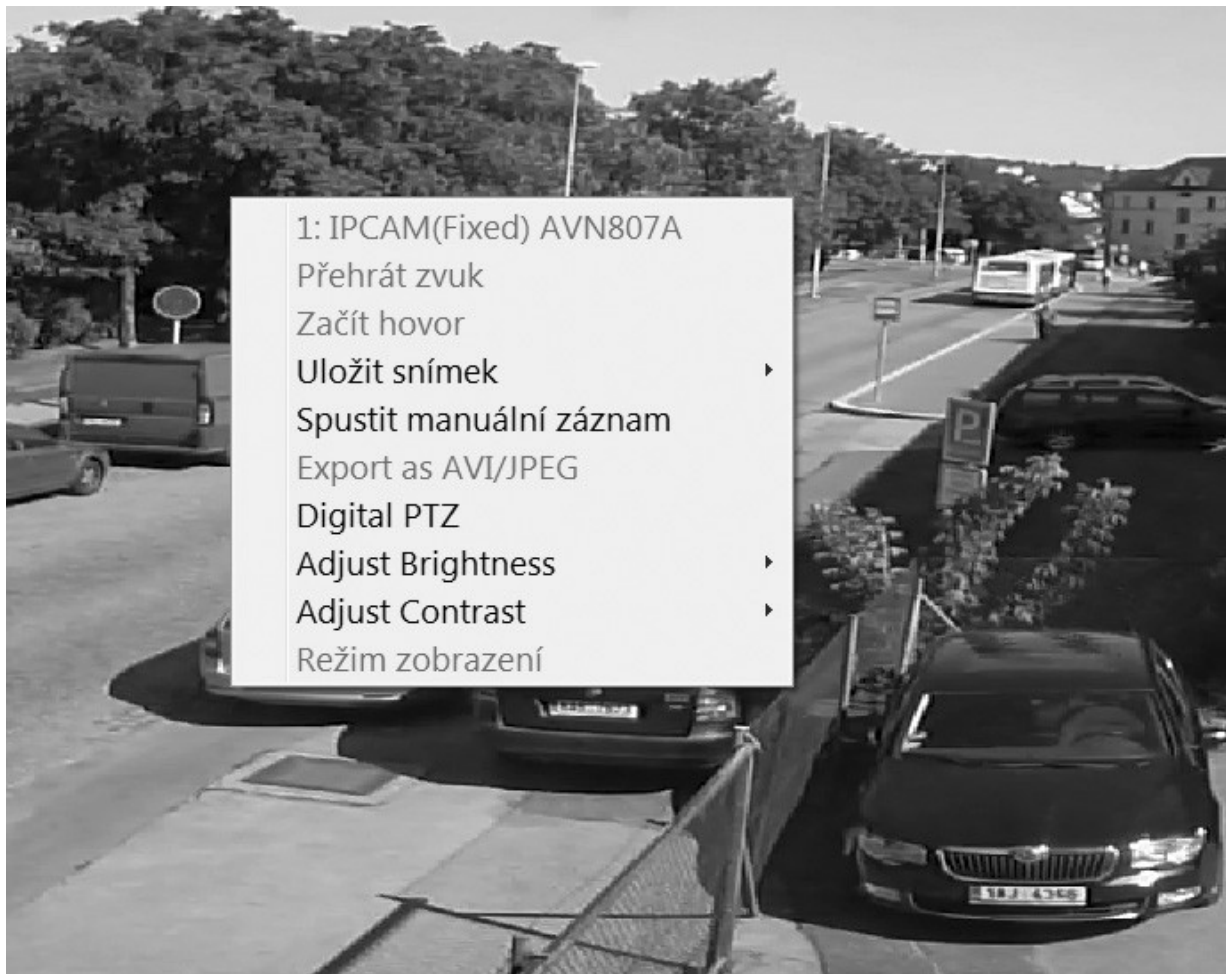 1: IPCAM(Fixed) AVN807A
Přehrát zvuk
Začít hovor
Uložit snímek
Spustit manuální záznam
Export as AVI/JPEG
Digital PTZ
Adjust Brightness
Adjust Contrast
Režim zobrazení
P